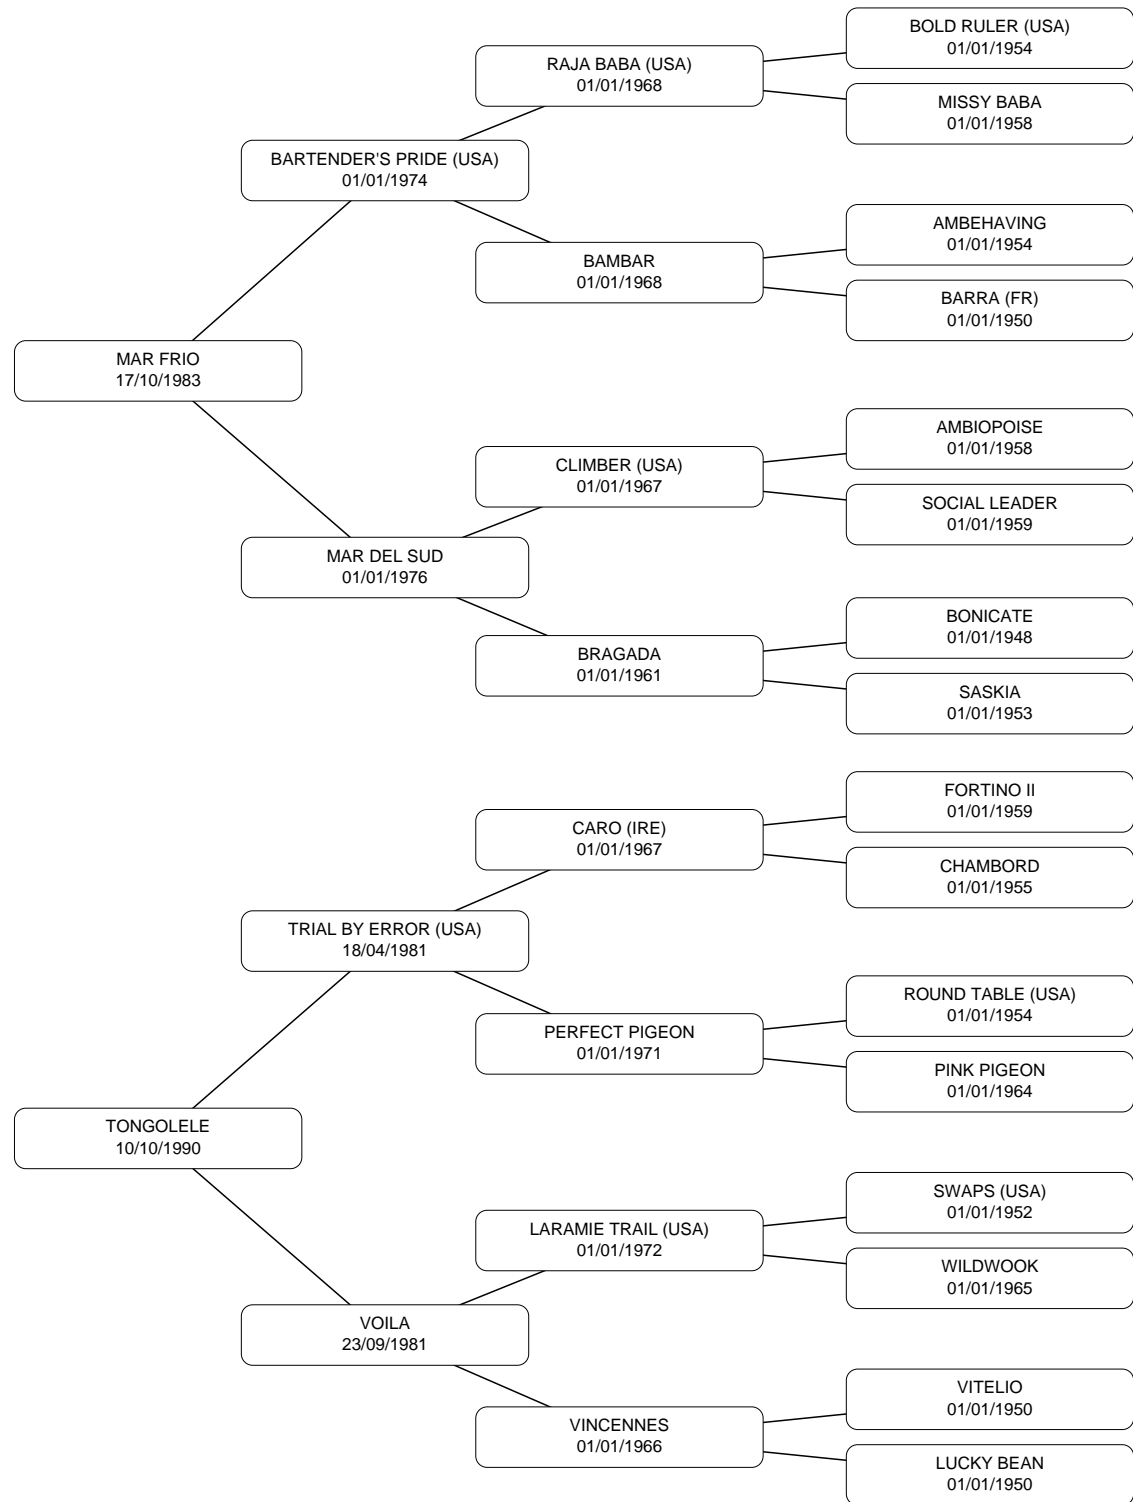 BOLD RULER (USA)
01/01/1954
RAJA BABA (USA)
01/01/1968
MISSY BABA
01/01/1958
BARTENDER'S PRIDE (USA)
01/01/1974
AMBEHAVING
01/01/1954
BAMBAR
01/01/1968
BARRA (FR)
01/01/1950
MAR FRIO
17/10/1983
AMBIOPOISE
01/01/1958
CLIMBER (USA)
01/01/1967
SOCIAL LEADER
01/01/1959
MAR DEL SUD
01/01/1976
BONICATE
01/01/1948
BRAGADA
01/01/1961
SASKIA
01/01/1953
FORTINO II
01/01/1959
CARO (IRE)
01/01/1967
CHAMBORD
01/01/1955
TRIAL BY ERROR (USA)
18/04/1981
ROUND TABLE (USA)
01/01/1954
PERFECT PIGEON
01/01/1971
PINK PIGEON
01/01/1964
TONGOLELE
10/10/1990
SWAPS (USA)
01/01/1952
LARAMIE TRAIL (USA)
01/01/1972
WILDWOOK
01/01/1965
VOILA
23/09/1981
VITELIO
01/01/1950
VINCENNES
01/01/1966
LUCKY BEAN
01/01/1950